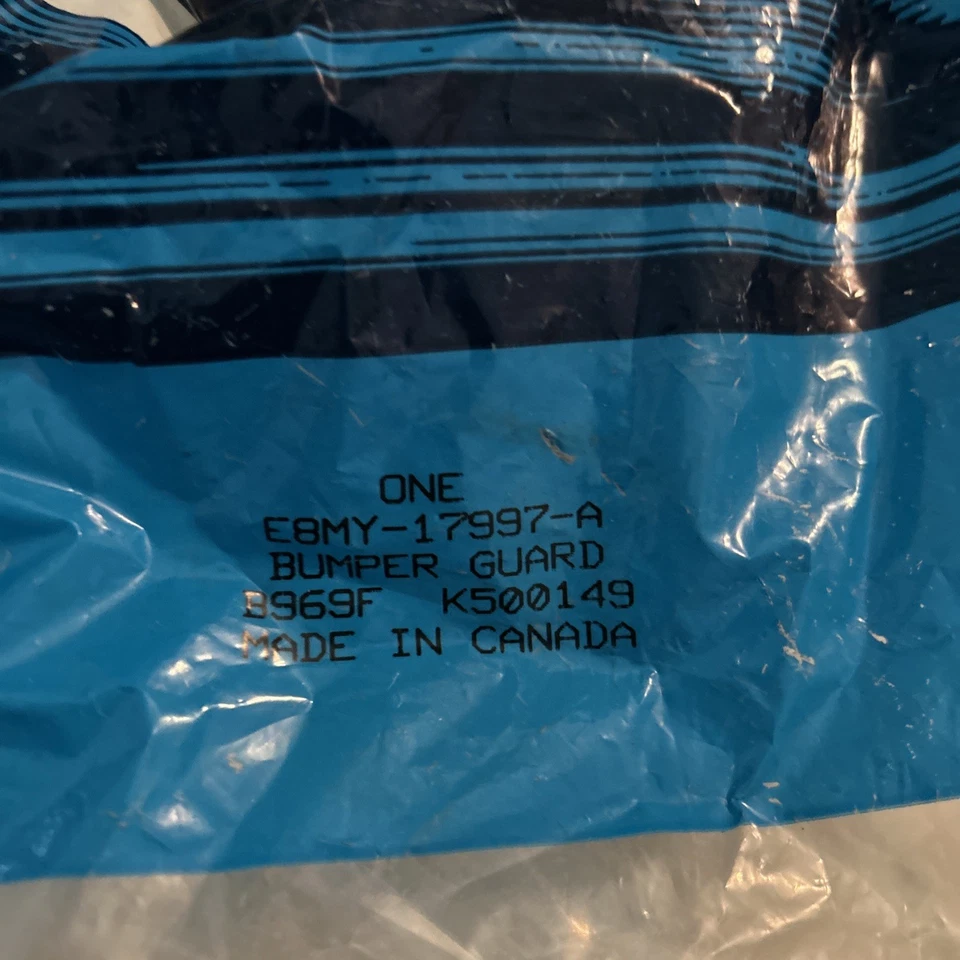 ONE
E8MY-17997-A
BUMPER GUARD
B969F K500149
MADE IN CANADA